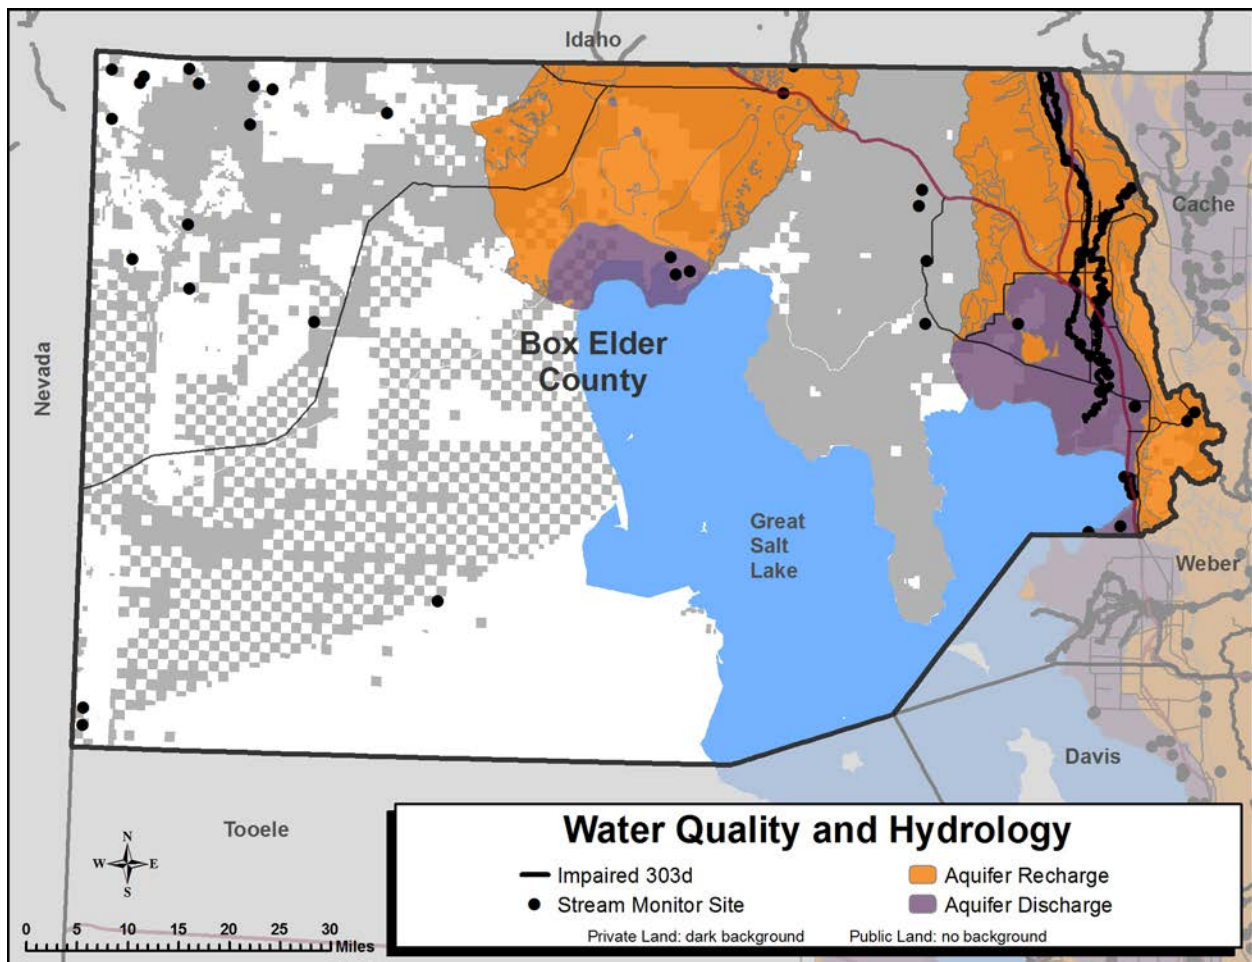 Idaho
Cache
Nevada
Box Elder
County
Great
Salt
Lake
Weber
Davis
Tooele
N
W E
S
0 5 10 15 20 25 30
Miles
Water Quality and Hydrology
Impaired 303d
Aquifer Recharge
Stream Monitor Site
Aquifer Discharge
Private Land: dark background Public Land: no background